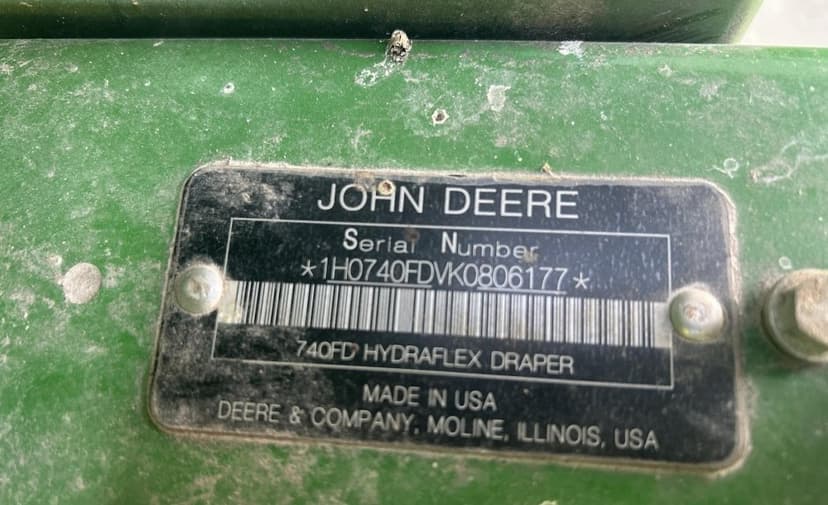 JOHN DEERE
Serial Number
*1H0740FDVK0806177*
740FD HYDRAFLEX DRAPER
MADE IN USA
DEERE & COMPANY, MOLINE, ILLINOIS, USA